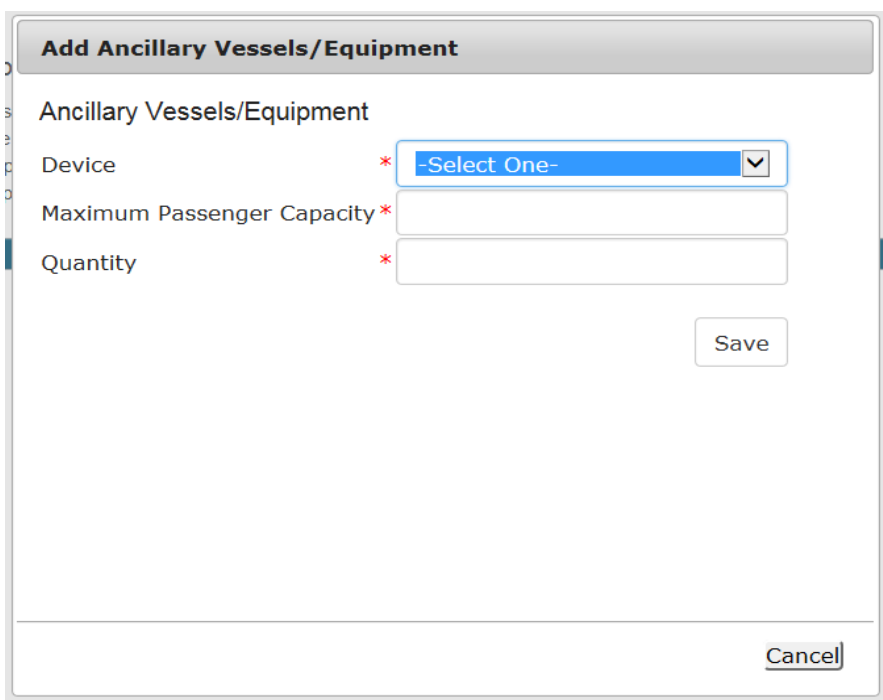 Add Ancillary Vessels/Equipment
Ancillary Vessels/Equipment
Device * -Select One-
Maximum Passenger Capacity *
Quantity *
Save
Cancel